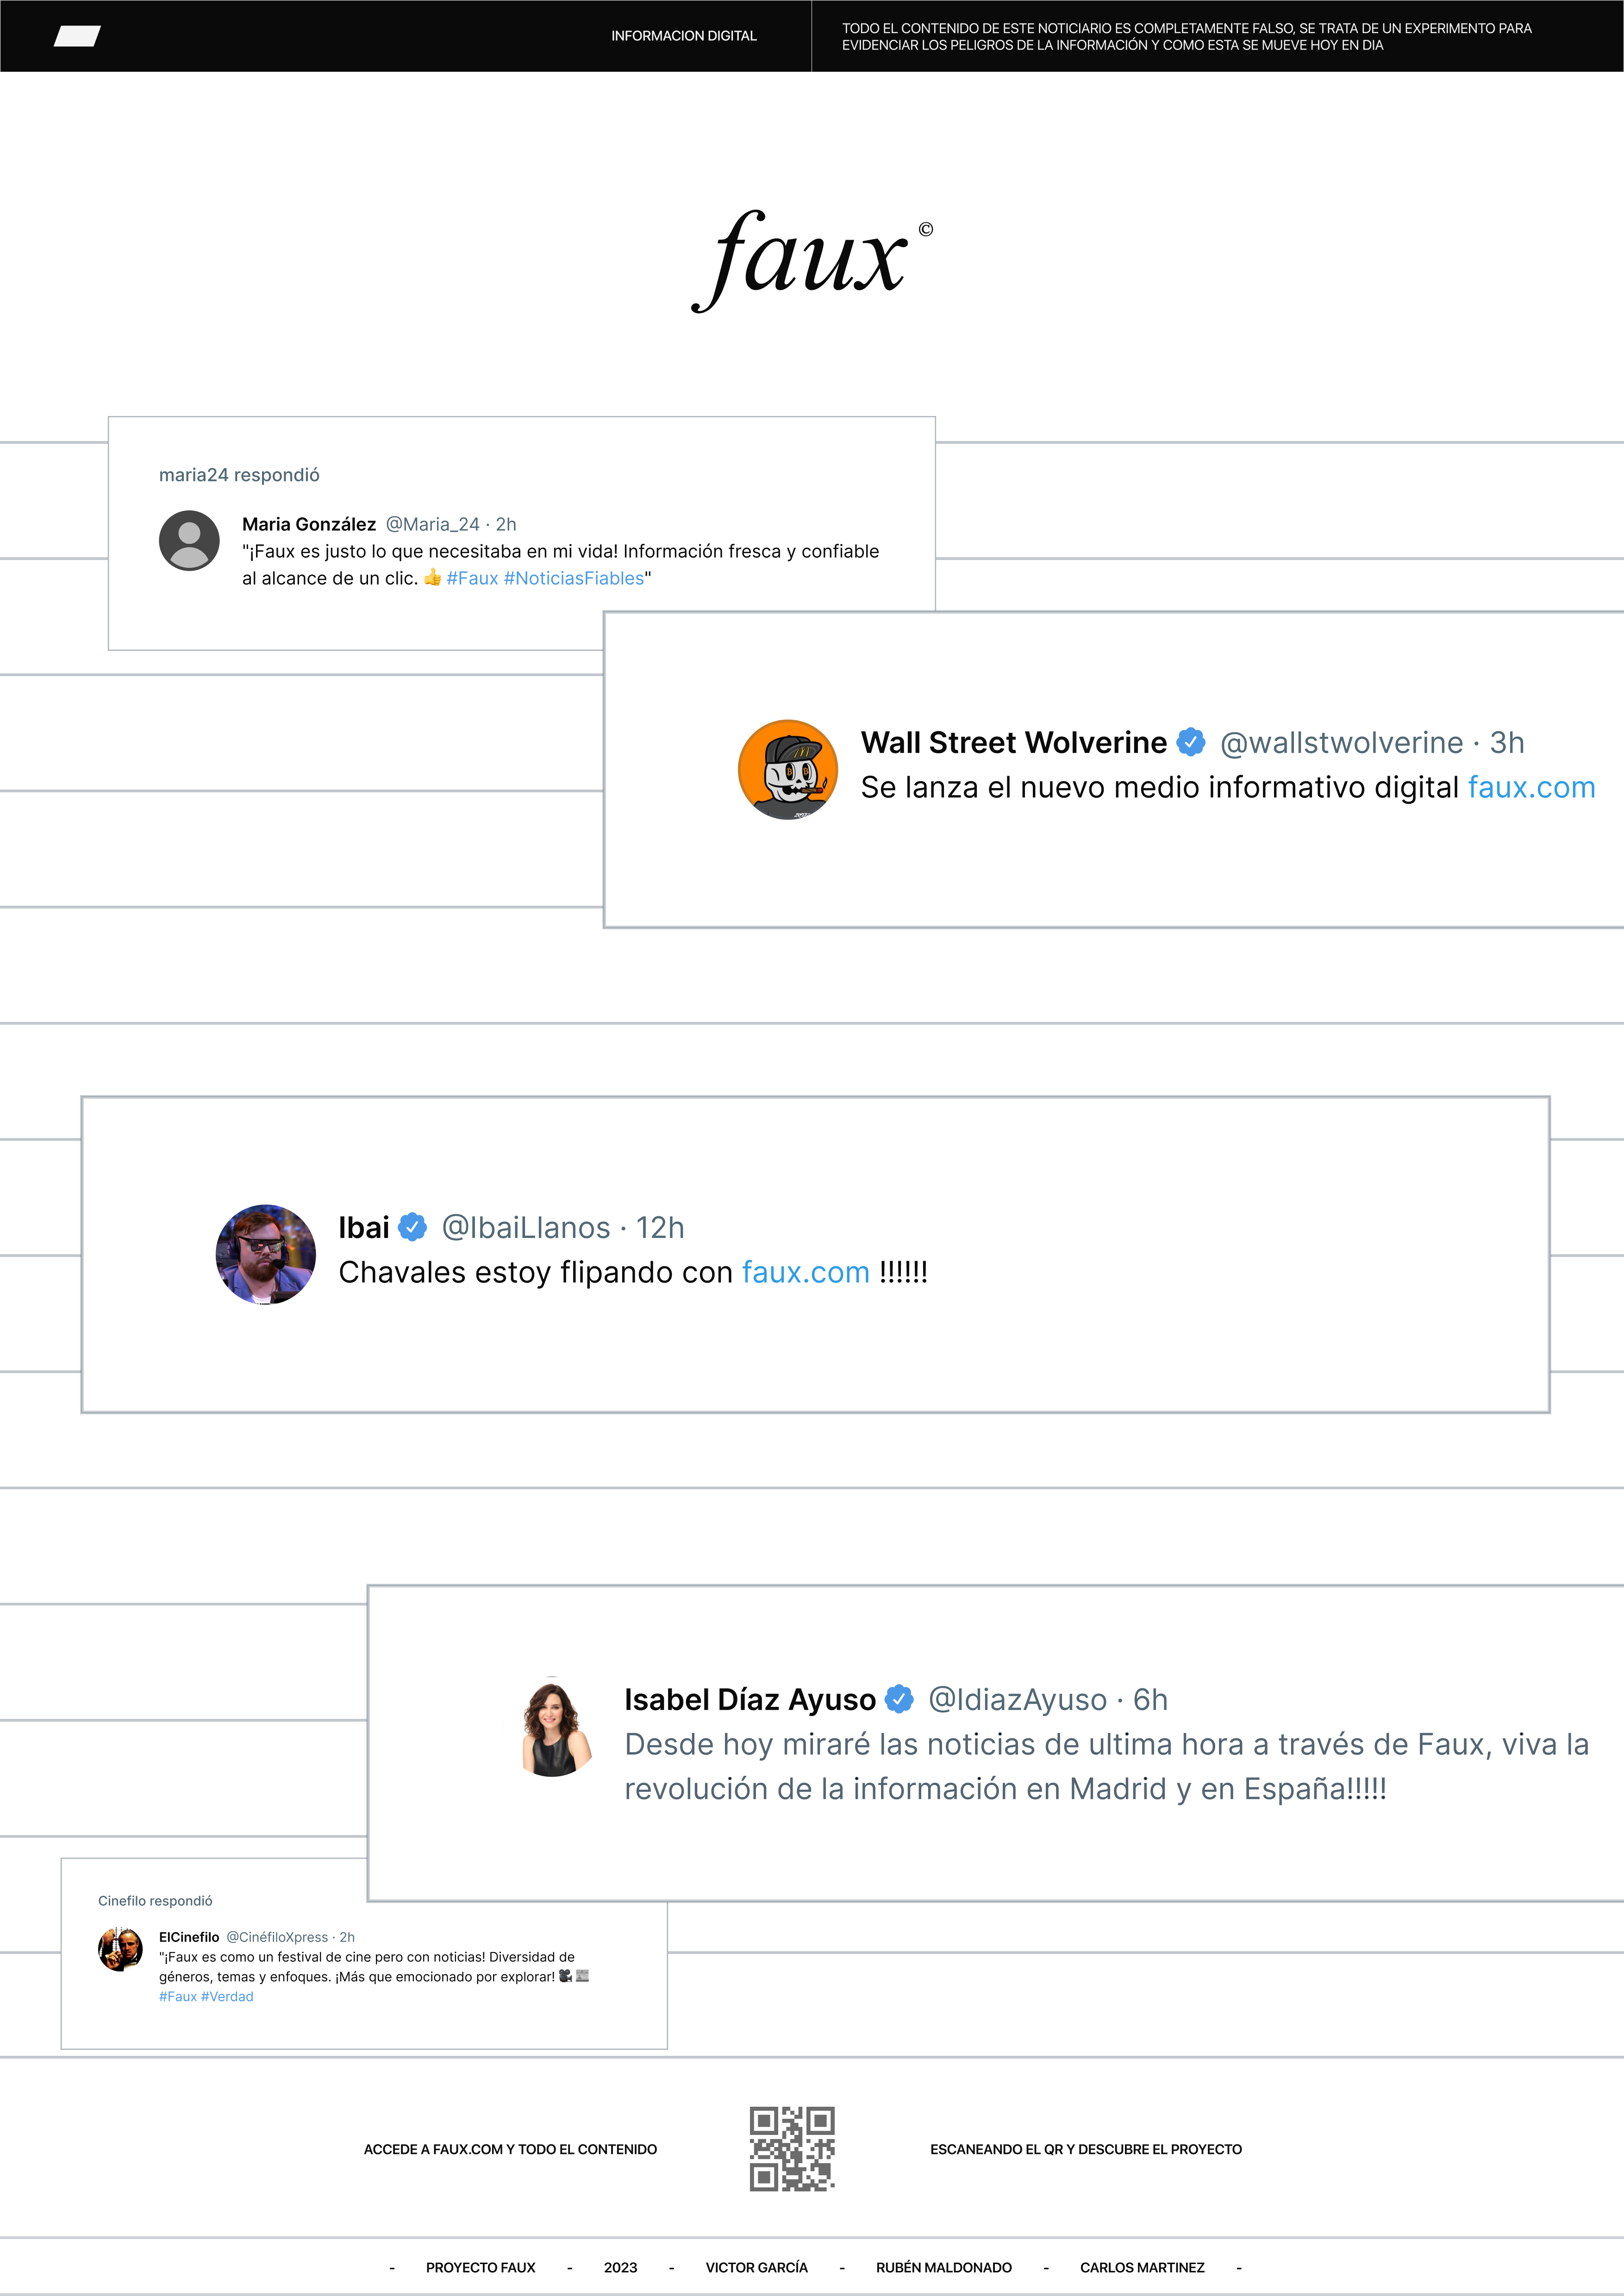 INFORMACION DIGITAL
TODO EL CONTENIDO DE ESTE NOTICIARIO ES COMPLETAMENTE FALSO, SE TRATA DE UN EXPERIMENTO PARA
EVIDENCIAR LOS PELIGROS DE LA INFORMACIÓN Y COMO ESTA SE MUEVE HOY EN DIA
faux©
maria24 respondió
Maria González @Maria_24 · 2h
"¡Faux es justo lo que necesitaba en mi vida! Información fresca y confiable
al alcance de un clic. 👍 #Faux #NoticiasFiables"
Wall Street Wolverine @wallstwolverine · 3h
Se lanza el nuevo medio informativo digital faux.com
Ibai @IbaiLlanos · 12h
Chavales estoy flipando con faux.com !!!!!!
Isabel Díaz Ayuso @IdiazAyuso · 6h
Desde hoy miraré las noticias de ultima hora a través de Faux, viva la
revolución de la información en Madrid y en España!!!!!
Cinefilo respondió
ElCinefilo @CinéfiloXpress · 2h
"¡Faux es como un festival de cine pero con noticias! Diversidad de
géneros, temas y enfoques. ¡Más que emocionado por explorar! 🎥 📰
#Faux #Verdad
ACCEDE A FAUX.COM Y TODO EL CONTENIDO
ESCANEANDO EL QR Y DESCUBRE EL PROYECTO
- PROYECTO FAUX - 2023 - VICTOR GARCÍA - RUBÉN MALDONADO - CARLOS MARTINEZ -